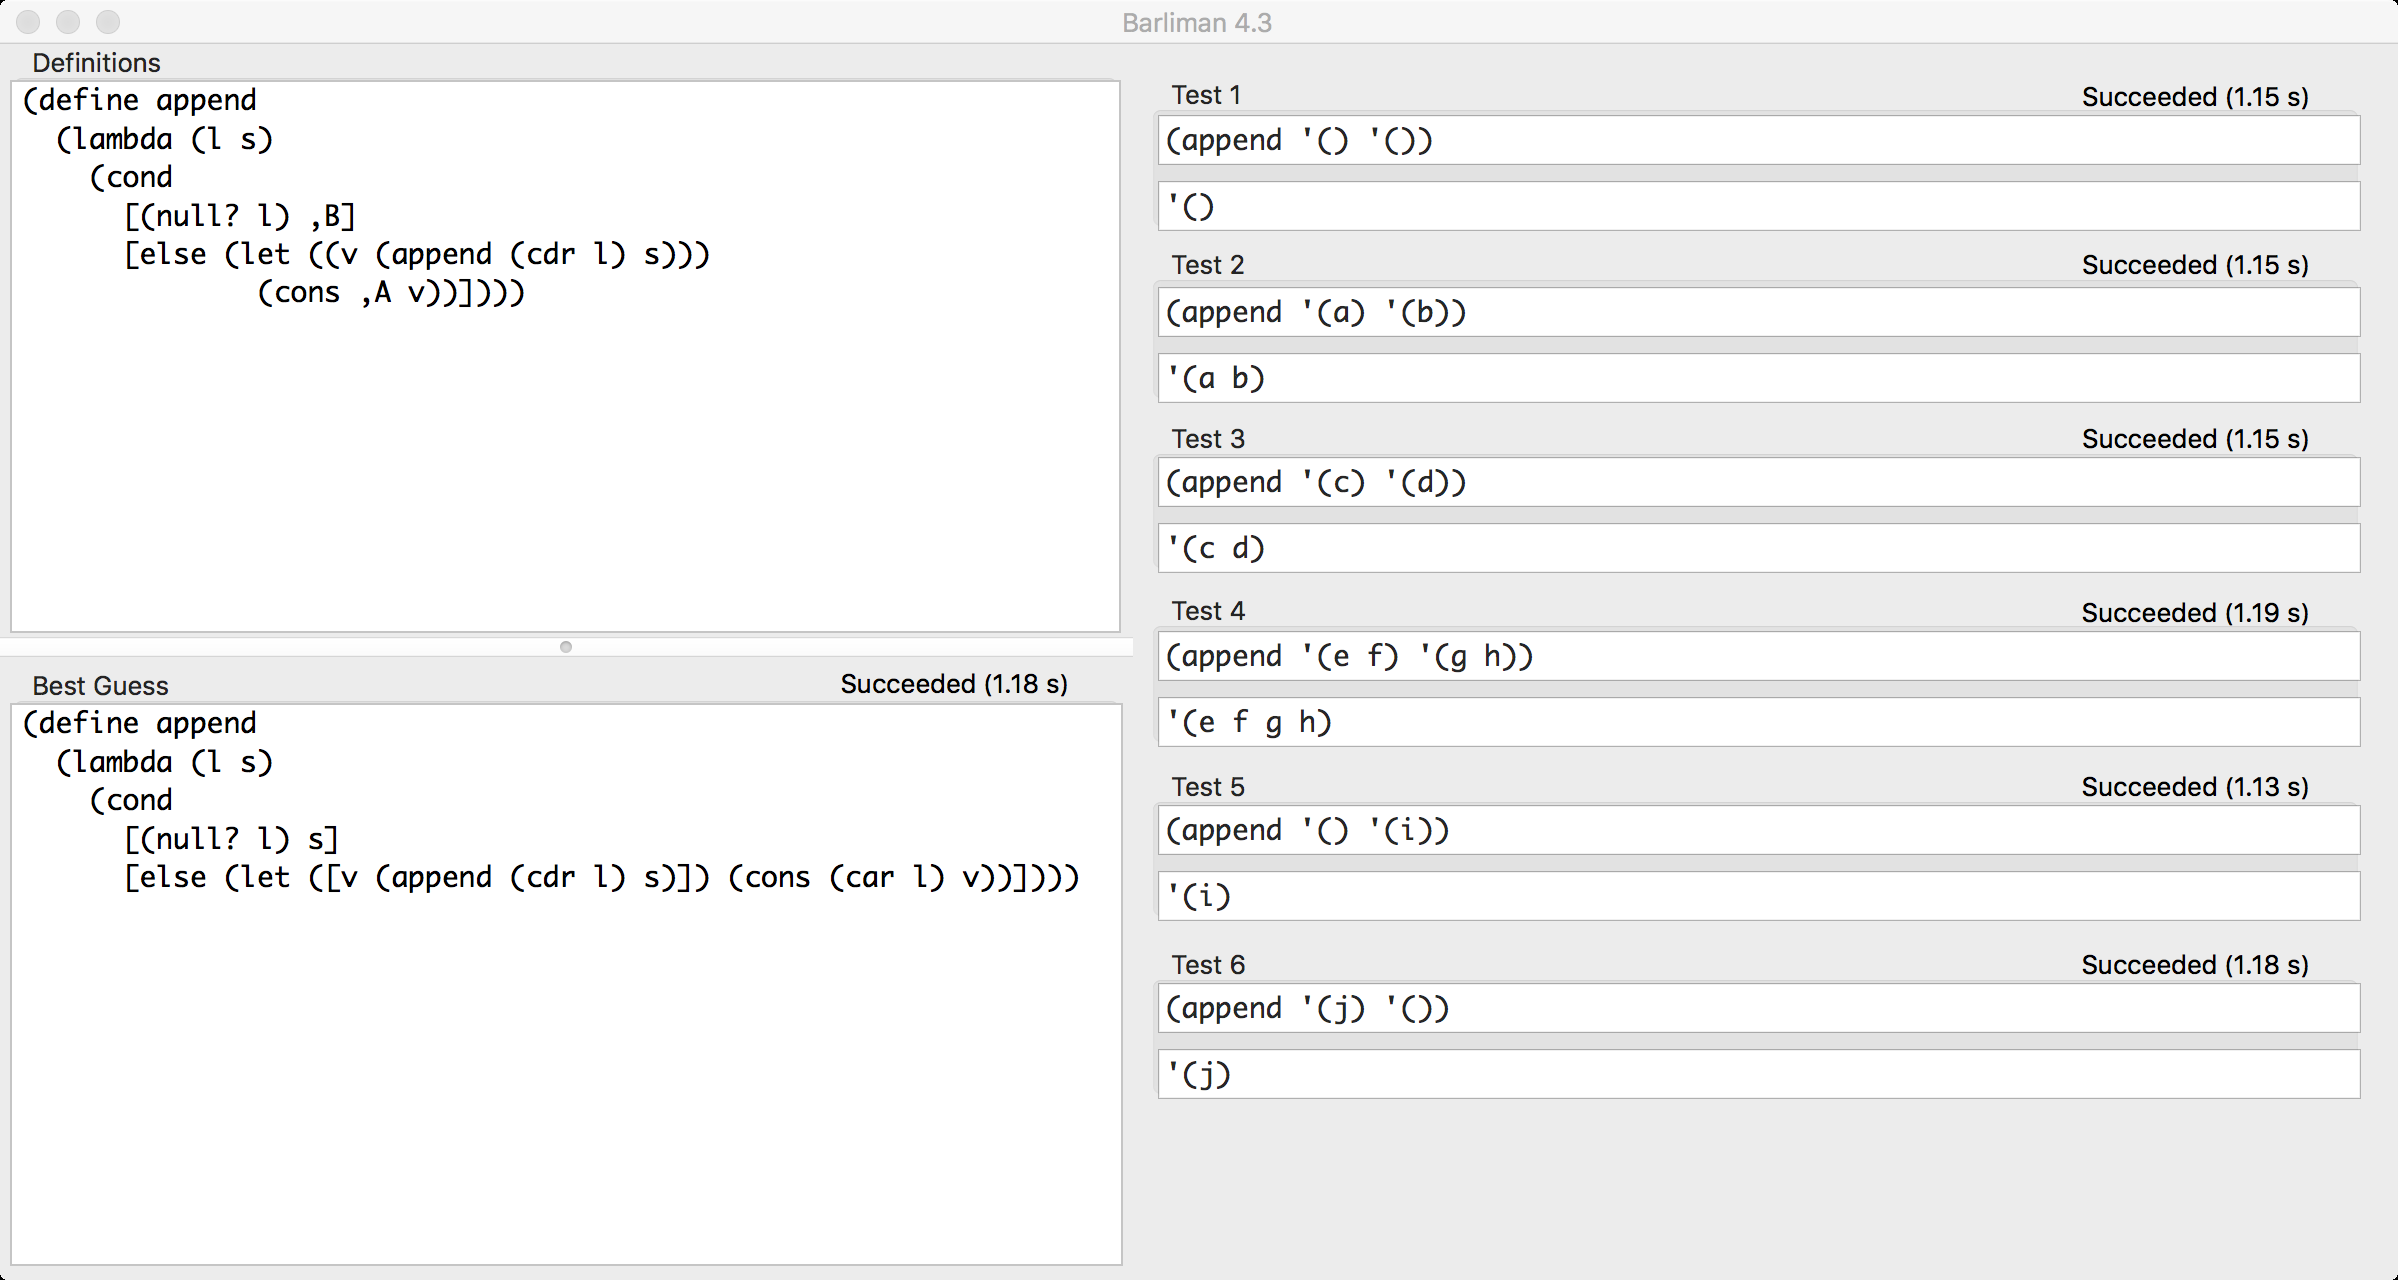 Barliman 4.3
Definitions
(define append
  (lambda (l s)
    (cond
      [(null? l) ,B]
      [else (let ((v (append (cdr l) s)))
              (cons ,A v))])))
Best Guess
Succeeded (1.18 s)
(define append
  (lambda (l s)
    (cond
      [(null? l) s]
      [else (let ([v (append (cdr l) s)]) (cons (car l) v))])))
Test 1
Succeeded (1.15 s)
(append '() '())
'()
Test 2
Succeeded (1.15 s)
(append '(a) '(b))
'(a b)
Test 3
Succeeded (1.15 s)
(append '(c) '(d))
'(c d)
Test 4
Succeeded (1.19 s)
(append '(e f) '(g h))
'(e f g h)
Test 5
Succeeded (1.13 s)
(append '() '(i))
'(i)
Test 6
Succeeded (1.18 s)
(append '(j) '())
'(j)